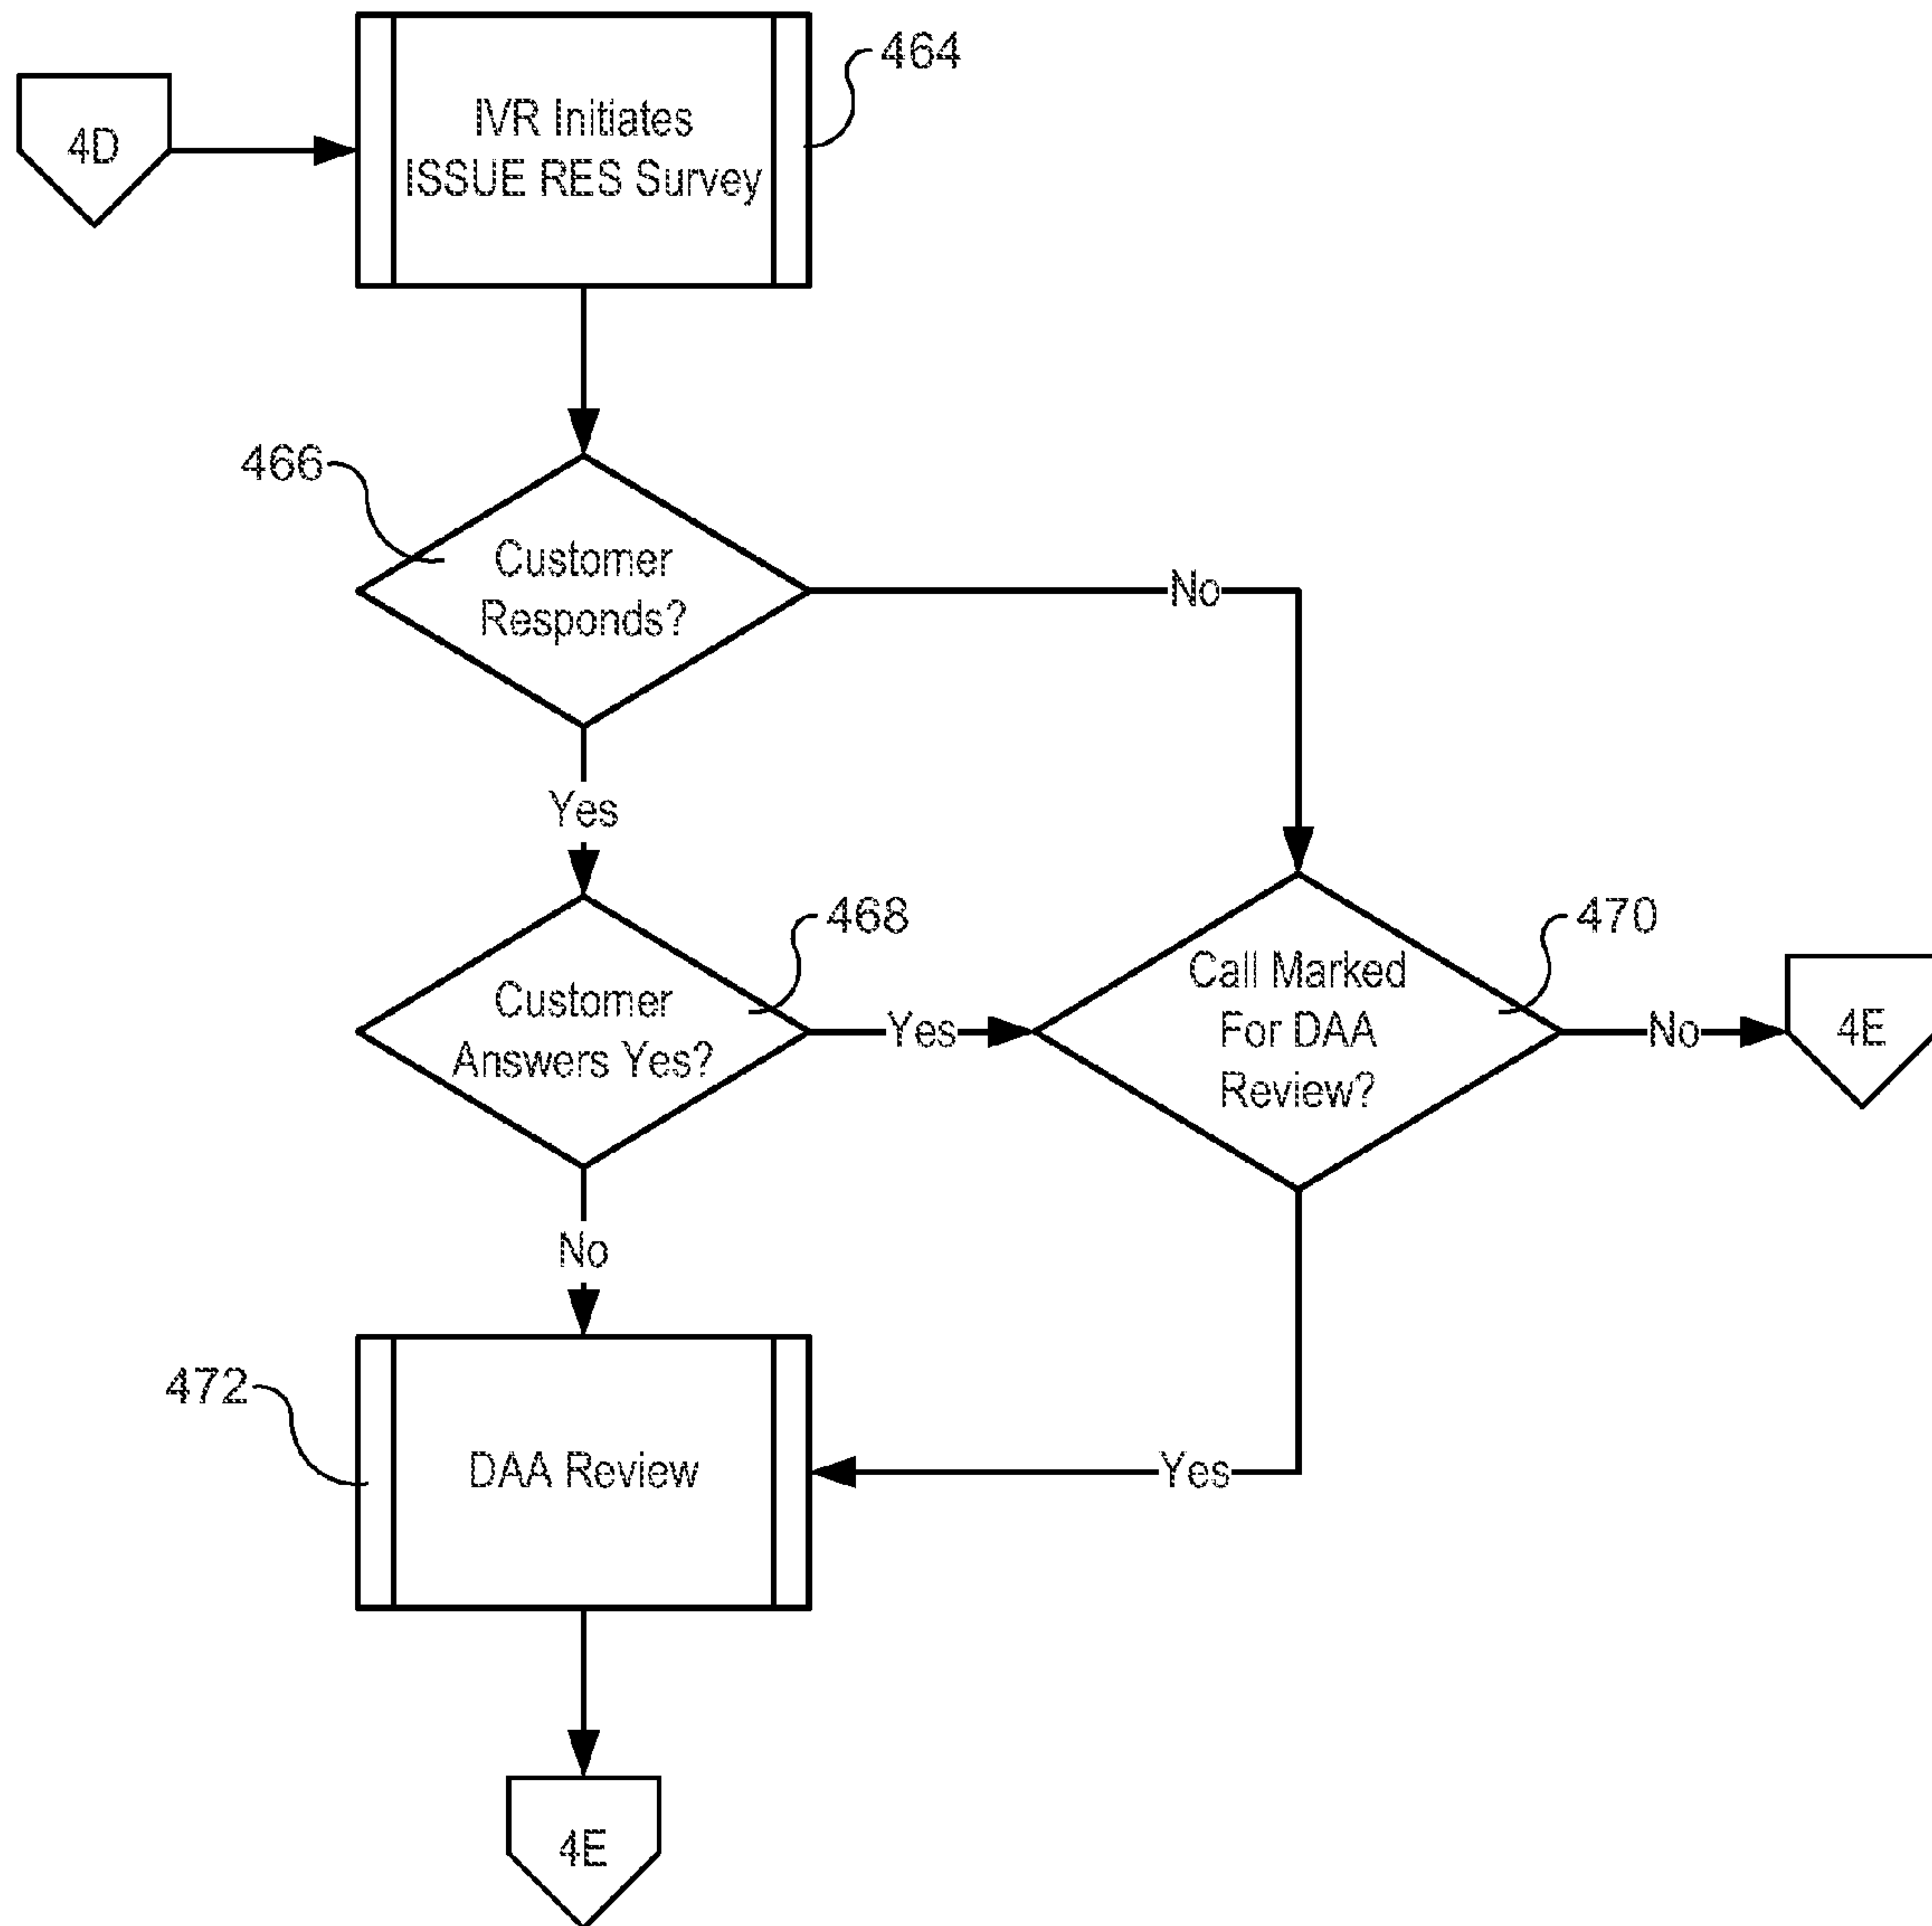 464
4D
IVR Initiates
ISSUE RES Survey
466
Customer
Responds?
No
Yes
468
470
Customer
Answers Yes?
Yes
Call Marked
For DAA
Review?
No
4E
No
472
DAA Review
Yes
4E